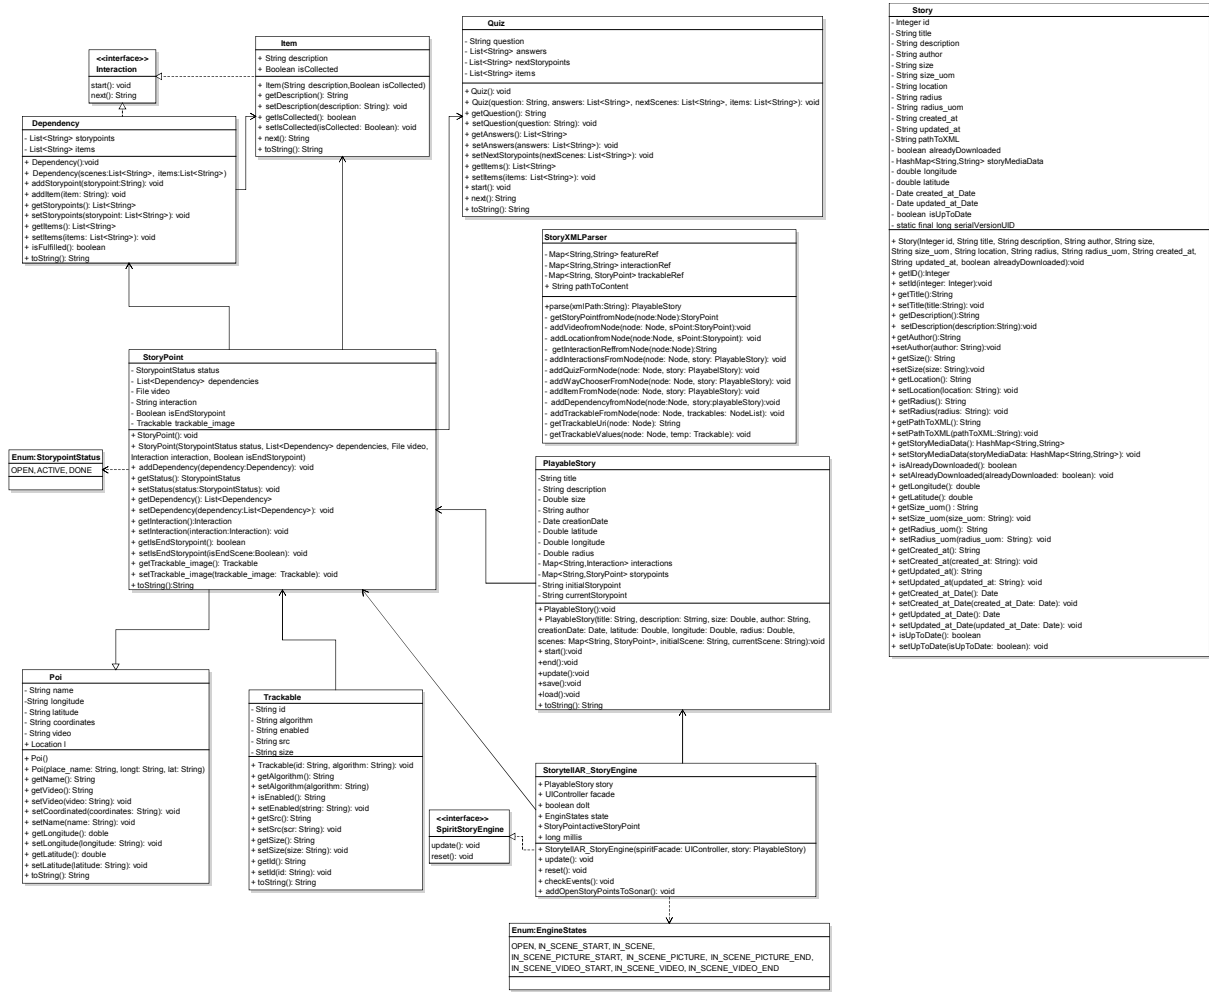 <<interface>>
Interaction
start(): void
next(): String
Item
+ String description
+ Boolean isCollected
+ Item(String description,Boolean isCollected)
+ getDescription(): String
+ setDescription(description: String): void
+ getIsCollected(): boolean
+ setIsCollected(isCollected: Boolean): void
+ next(): String
+ toString(): String
Quiz
- String question
- List<String> answers
- List<String> nextStorypoints
- List<String> items
+ Quiz(): void
+ Quiz(question: String, answers: List<String>, nextScenes: List<String>, items: List<String>): void
+ getQuestion(): String
+ setQuestion(question: String): void
+ getAnswers(): List<String>
+ setAnswers(answers: List<String>): void
+ setNextStorypoints(nextScenes: List<String>): void
+ getItems(): List<String>
+ setItems(items: List<String>): void
+ start(): void
+ next(): String
+ toString(): String
Dependency
- List<String> storypoints
- List<String> items
+ Dependency():void
+ Dependency(scenes:List<String>, items:List<String>)
+ addStorypoint(storypoint:String): void
+ addItem(item: String): void
+ getStorypoints(): List<String>
+ setStorypoints(storypoint: List<String>): void
+ getItems(): List<String>
+ setItems(items: List<String>): void
+ isFulfilled(): boolean
+ toString(): String
StoryXMLParser
- Map<String,String> featureRef
- Map<String,String> interactionRef
- Map<String, StoryPoint> trackableRef
+ String pathToContent
+parse(xmlPath:String): PlayableStory
- getStoryPointfromNode(node:Node):StoryPoint
- addVideofromNode(node: Node, sPoint:StoryPoint):void
- addLocationfromNode(node:Node, sPoint:Storypoint): void
- getInteractionReffromNode(node:Node):String
- addInteractionsFromNode(node: Node, story: PlayableStory): void
- addQuizFormNode(node: Node, story: PlayabelStory): void
- addWayChooserFromNode(node: Node, story: PlayableStory): void
- addItemFromNode(node: Node, story: PlayabelStory): void
- addDependencyfromNode(node:Node, story:playableStory):void
- addTrackableFromNode(node: Node, trackables: NodeList): void
- getTrackableUri(node: Node): String
- getTrackableValues(node: Node, temp: Trackable): void
Story
- Integer id
- String title
- String description
- String author
- String size
- String size_uom
- String location
- String radius
- String radius_uom
- String created_at
- String updated_at
- String pathToXML
- boolean alreadyDownloaded
- HashMap<String,String> storyMediaData
- double longitude
- double latitude
- Date created_at_Date
- Date updated_at_Date
- boolean isUpToDate
- static final long serialVersionUID
+ Story(Integer id, String title, String description, String author, String size,
String size_uom, String location, String radius, String radius_uom, String created_at,
String updated_at, boolean alreadyDownloaded):void
+ getID():Integer
+ setId(integer: Integer):void
+ getTitle():String
+ setTitle(title:String): void
+ getDescription():String
+ setDescription(description:String):void
+ getAuthor():String
+setAuthor(author: String):void
+ getSize(): String
+setSize(size: String):void
+ getLocation(): String
+ setLocation(location: String): void
+ getRadius(): String
+ setRadius(radius: String): void
+ getPathToXML(): String
+ setPathToXML(pathToXML:String): void
+ getStoryMediaData(): HashMap<String,String>
+ setStoryMediaData(storyMediaData: HashMap<String,String>): void
+ isAlreadyDownloaded(): boolean
+ setAlreadyDownloaded(alreadyDownloaded: boolean): void
+ getLongitude(): double
+ getLatitude(): double
+ getSize_uom() : String
+ setSize_uom(size_uom: String): void
+ getRadius_uom(): String
+ setRadius_uom(radius_uom: String): void
+ getCreated_at(): String
+ setCreated_at(created_at: String): void
+ getUpdated_at(): String
+ setUpdated_at(updated_at: String): void
+ getCreated_at_Date(): Date
+ setCreated_at_Date(created_at_Date: Date): void
+ getUpdated_at_Date(): Date
+ setUpdated_at_Date(updated_at_Date: Date): void
+ isUpToDate(): boolean
+ setUpToDate(isUpToDate: boolean): void
StoryPoint
- StorypointStatus status
- List<Dependency> dependencies
- File video
- String interaction
- Boolean isEndStorypoint
- Trackable trackable_image
+ StoryPoint(): void
+ StoryPoint(StorypointStatus status, List<Dependency> dependencies, File video,
Interaction interaction, Boolean isEndStorypoint)
+ addDependency(dependency:Dependency): void
+ getStatus(): StorypointStatus
+ setStatus(status:StorypointStatus): void
+ getDependency(): List<Dependency>
+ setDependency(dependency:List<Dependency>): void
+ getInteraction():Interaction
+ setInteraction(interaction:Interaction): void
+ getIsEndStorypoint(): boolean
+ setIsEndStorypoint(isEndScene:Boolean): void
+ getTrackable_image(): Trackable
+ setTrackable_image(trackable_image: Trackable): void
+ toString():String
Enum:StorypointStatus
OPEN, ACTIVE, DONE
PlayableStory
-String title
- String description
- Double size
- String author
- Date creationDate
- Double latitude
- Double longitude
- Double radius
- Map<String,Interaction> interactions
- Map<String,StoryPoint> storypoints
- String initialStorypoint
- String currentStorypoint
+ PlayableStory():void
+ PlayableStory(title: String, description: String, size: Double, author: String,
creationDate: Date, latitude: Double, longitude: Double, radius: Double,
scenes: Map<String, StoryPoint>, initialScene: String, currentScene: String):void
+ start():void
+end():void
+update():void
+save():void
+load():void
+ toString(): String
Poi
- String name
-String longitude
- String latitude
- String coordinates
- String video
+ Location l
+ Poi()
+ Poi(place_name: String, longt: String, lat: String)
+ getName(): String
+ getVideo(): String
+ setVideo(video: String): void
+ setCoordinated(coordinates: String): void
+ setName(name: String): void
+ getLongitude(): doble
+ setLongitude(longitude: String): void
+ getLatitude(): double
+ setLatitude(latitude: String): void
+ toString(): String
Trackable
- String id
- String algorithm
- String enabled
- String src
- String size
+ Trackable(id: String, algorithm: String): void
+ getAlgorithm(): String
+ setAlgorithm(algorithm: String)
+ isEnabled(): String
+ setEnabled(string: String): void
+ getSrc(): String
+ setSrc(scr: String): void
+ getSize(): String
+ setSize(size: String): void
+ getId(): String
+ setId(id: String): void
+ toString(): String
<<interface>>
SpiritStoryEngine
update(): void
reset(): void
StorytellAR_StoryEngine
+ PlayableStory story
+ UIController facade
+ boolean doIt
+ EnginStates state
+ StoryPointactiveStoryPoint
+ long millis
+ StorytellAR_StoryEngine(spiritFacade: UIController, story: PlayableStory)
+ update(): void
+ reset(): void
+ checkEvents(): void
+ addOpenStoryPointsToSonar(): void
Enum:EngineStates
OPEN, IN_SCENE_START, IN_SCENE,
IN_SCENE_PICTURE_START, IN_SCENE_PICTURE, IN_SCENE_PICTURE_END,
IN_SCENE_VIDEO_START, IN_SCENE_VIDEO, IN_SCENE_VIDEO_END